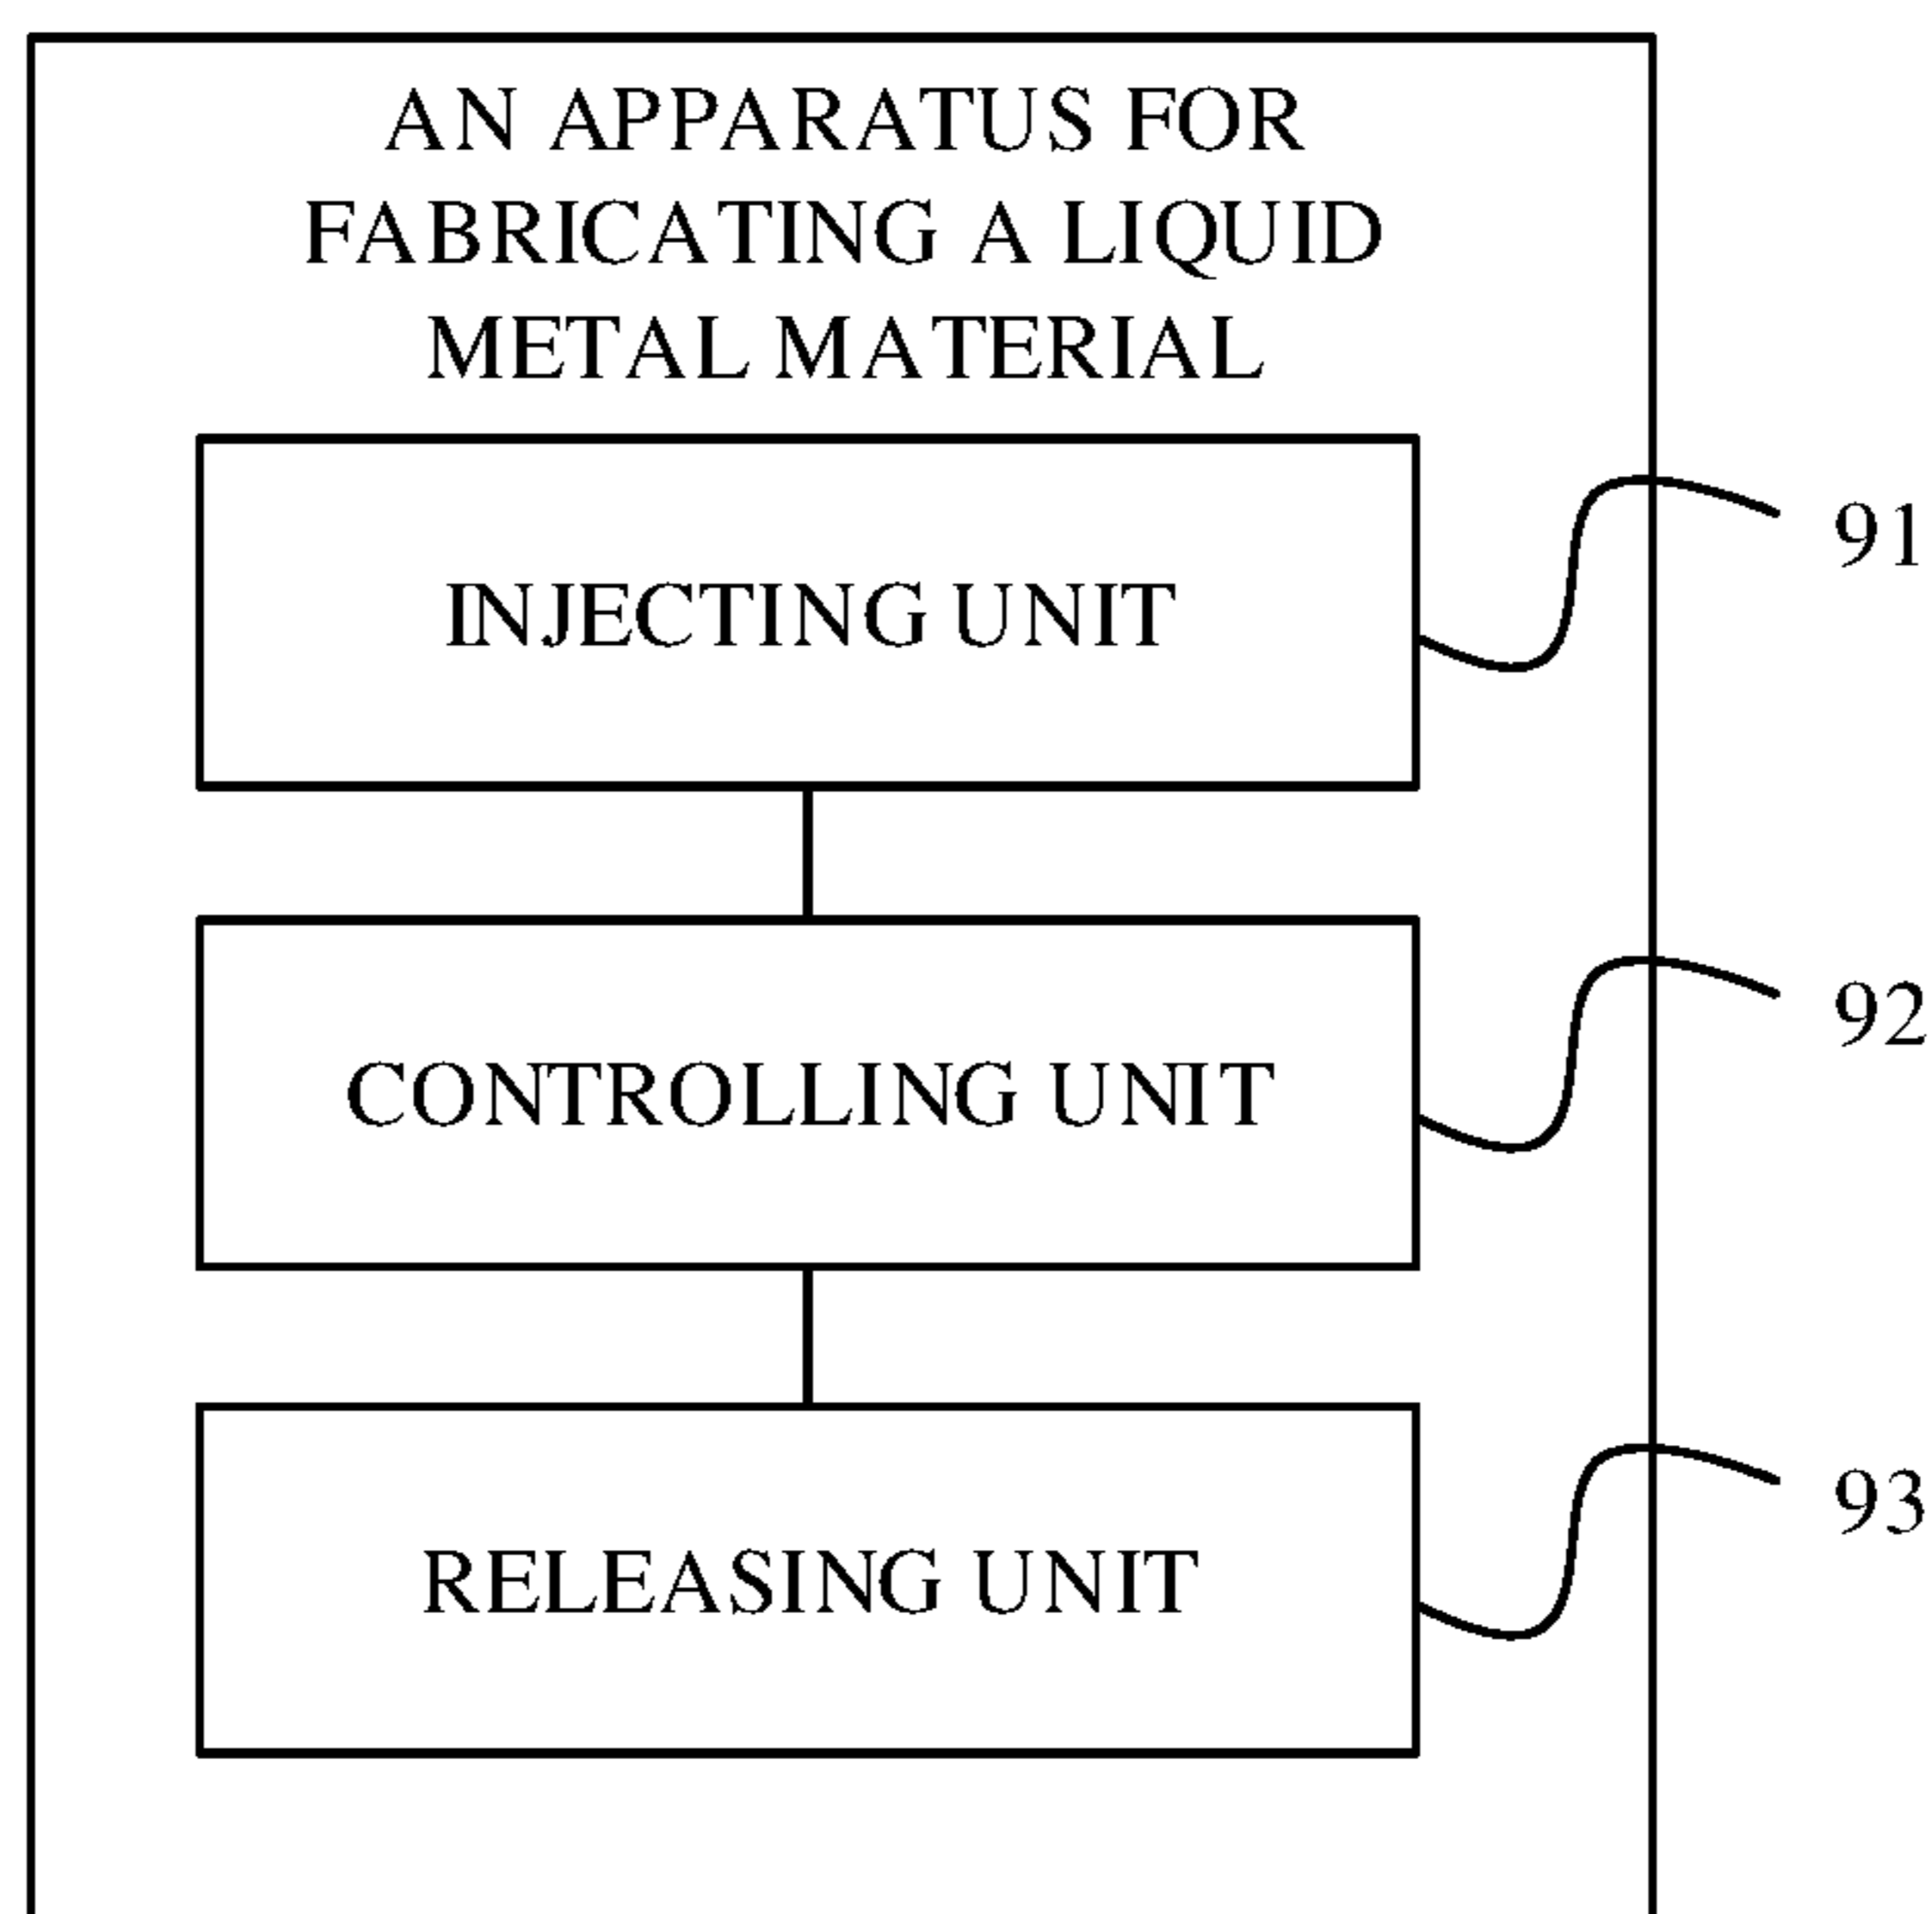 AN APPARATUS FOR
FABRICATING A LIQUID
METAL MATERIAL
INJECTING UNIT
91
CONTROLLING UNIT
92
RELEASING UNIT
93